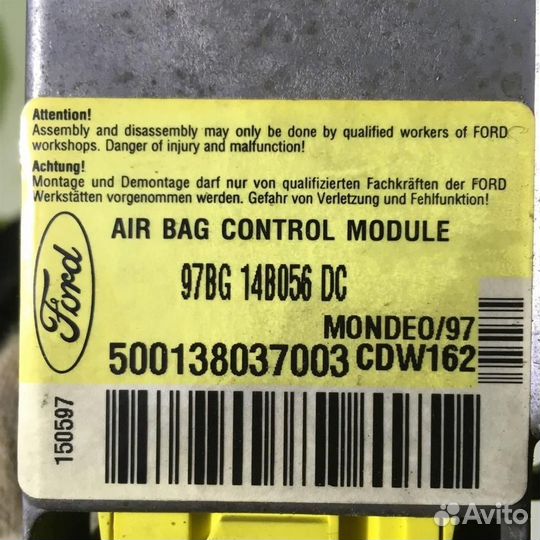 Attention!
Assembly and disassembly may only be done by qualified workers of FORD
workshops. Danger of injury and malfunction!
Achtung!
Montage und Demontage darf nur von qualifizierten Fachkräften der FORD
Werkstätten vorgenommen werden. Gefahr von Verletzung und Fehlfunktion!
Ford
AIR BAG CONTROL MODULE
97BG 14B056 DC
MONDEO/97
500138037003 CDW162
150597
Avito